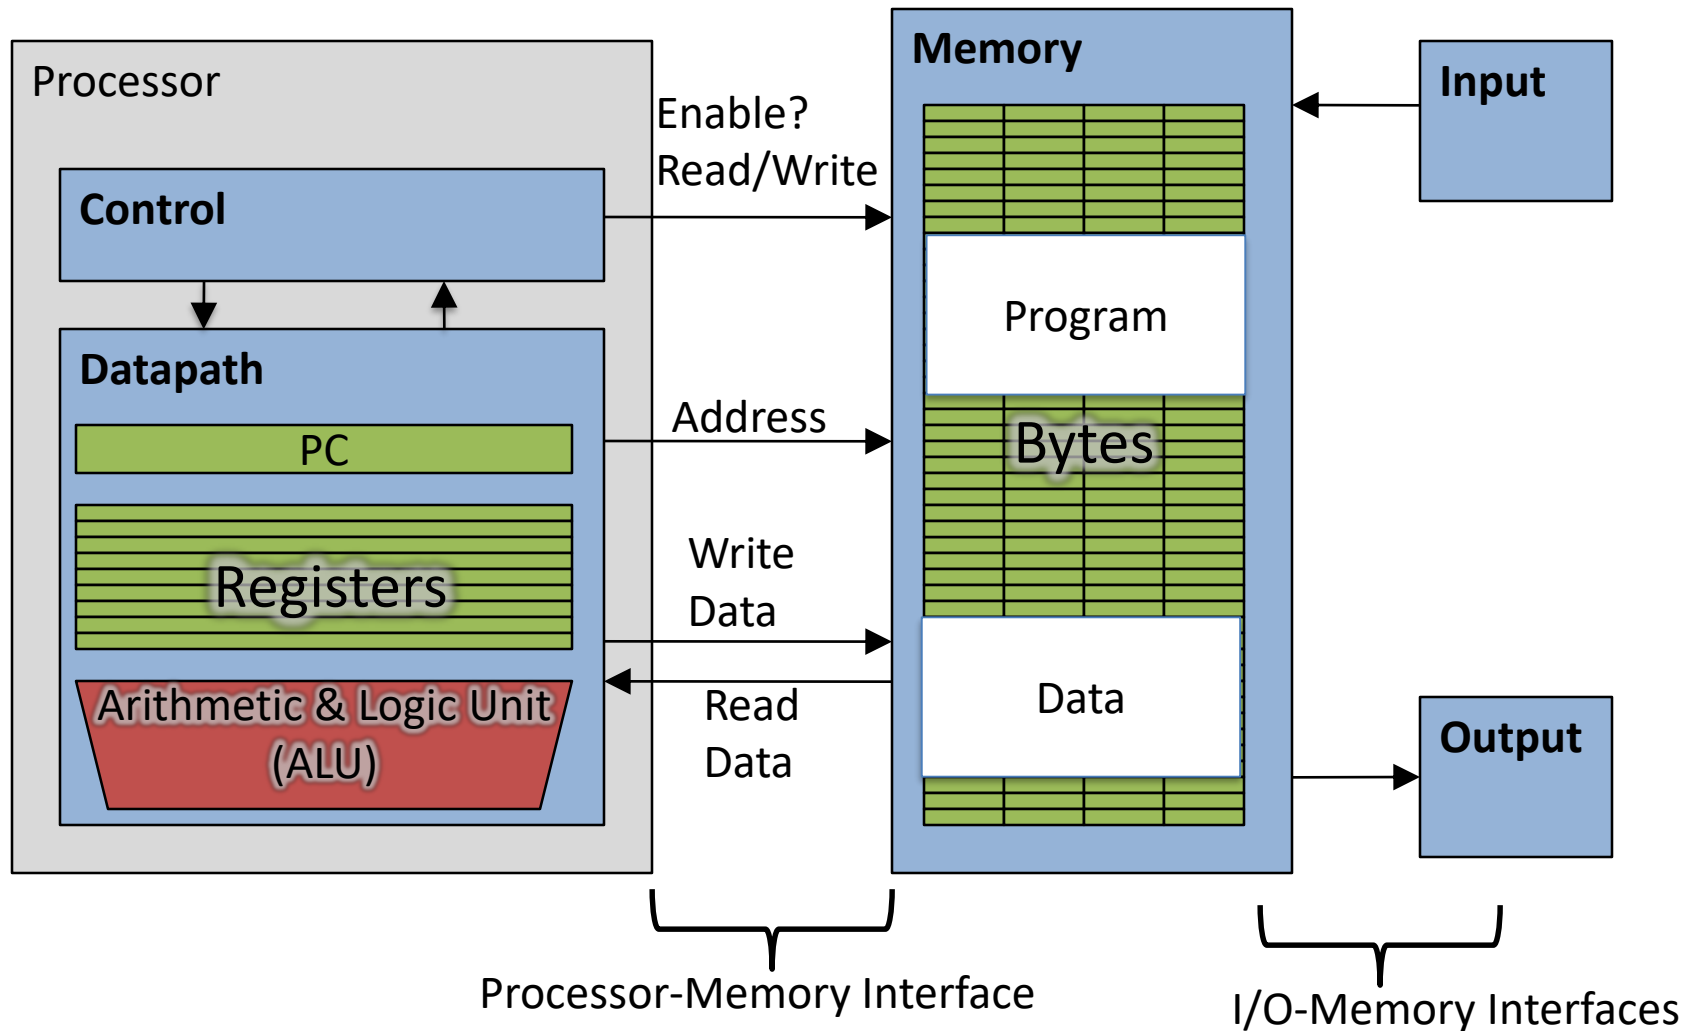 Processor
Control
Datapath
PC
Registers
Arithmetic & Logic Unit
(ALU)
Enable?
Read/Write
Address
Write
Data
Read
Data
Memory
Program
Bytes
Data
Input
Output
Processor-Memory Interface
I/O-Memory Interfaces